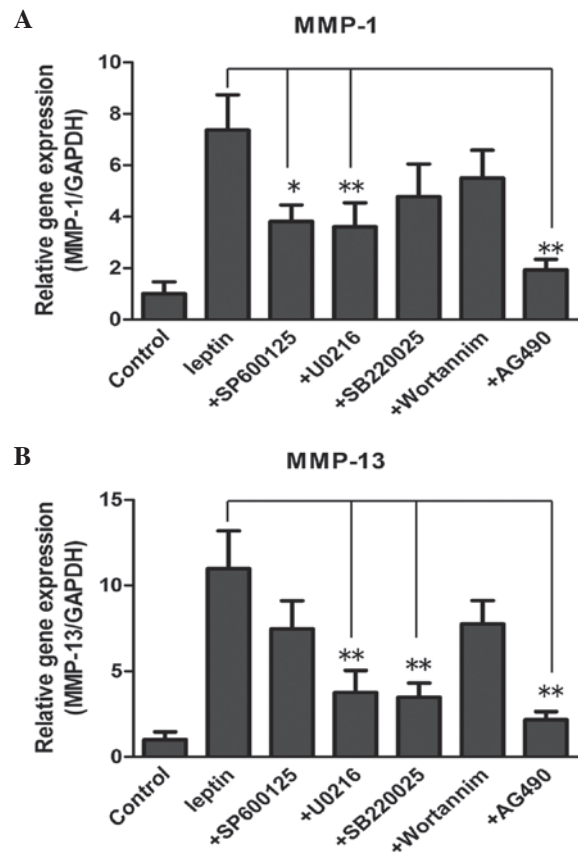 A
MMP-1
Relative gene expression
(MMP-1/GAPDH)
10
8
6
4
2
0
*
**
**
Control
leptin
+SP600125
+U0216
+SB220025
+Wortannim
+AG490
B
MMP-13
Relative gene expression
(MMP-13/GAPDH)
15
10
5
0
**
**
**
Control
leptin
+SP600125
+U0216
+SB220025
+Wortannim
+AG490